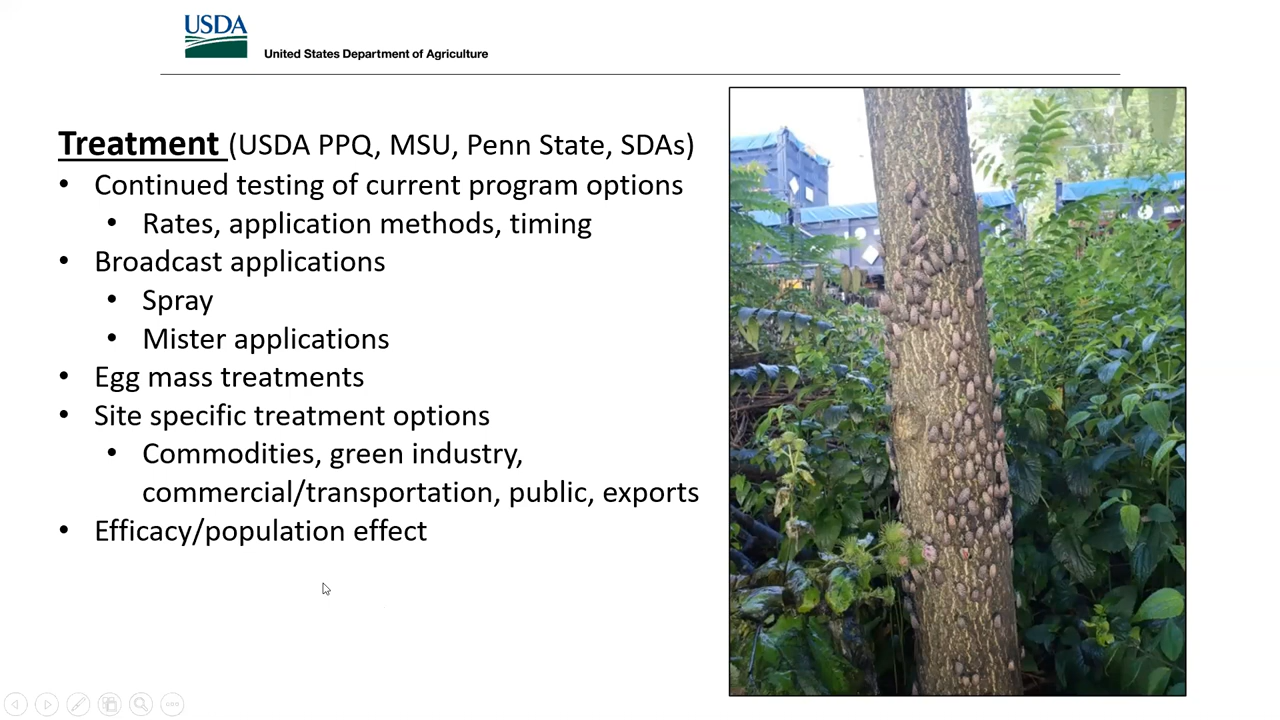 USDA
United States Department of Agriculture
Treatment (USDA PPQ, MSU, Penn State, SDAs)
• Continued testing of current program options
• Rates, application methods, timing
• Broadcast applications
• Spray
• Mister applications
• Egg mass treatments
• Site specific treatment options
• Commodities, green industry,
commercial/transportation, public, exports
• Efficacy/population effect